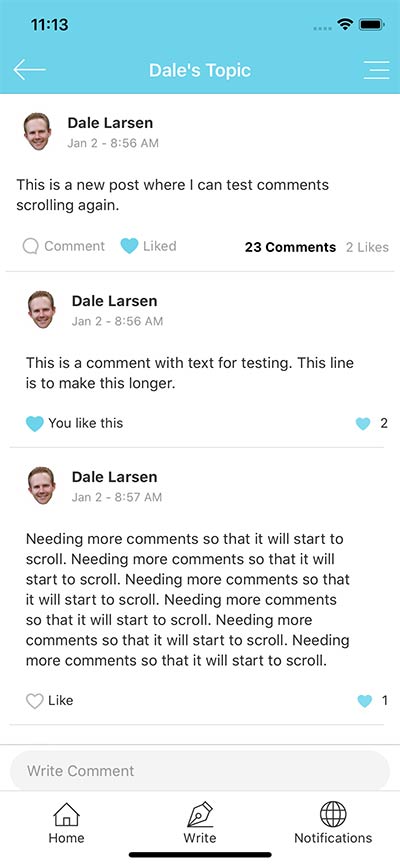 11:13
Dale's Topic
Dale Larsen
Jan 2 - 8:56 AM
This is a new post where I can test comments
scrolling again.
Comment Liked 23 Comments 2 Likes
Dale Larsen
Jan 2 - 8:56 AM
This is a comment with text for testing. This line
is to make this longer.
You like this 2
Dale Larsen
Jan 2 - 8:57 AM
Needing more comments so that it will start to
scroll. Needing more comments so that it will
start to scroll. Needing more comments so that
it will start to scroll. Needing more comments
so that it will start to scroll. Needing more
comments so that it will start to scroll. Needing
more comments so that it will start to scroll.
Like 1
Write Comment
Home Write Notifications